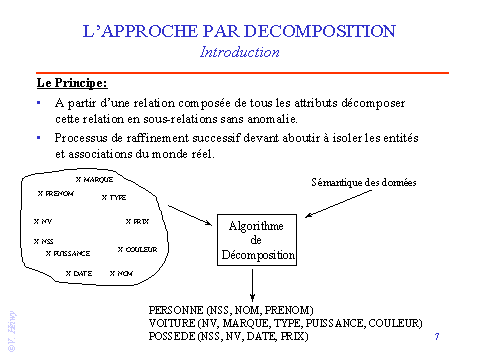 L'APPROCHE PAR DECOMPOSITION
Introduction
Le Principe:
• A partir d'une relation composée de tous les attributs décomposer
cette relation en sous-relations sans anomalie.
• Processus de raffinement successif devant aboutir à isoler les entités
et associations du monde réel.
X MARQUE
X PRENOM
X TYPE
X NV
X PRIX
X NSS
X PUISSANCE
X COULEUR
X DATE
X NOM
Sémantique des données
Algorithme
de
Décomposition
PERSONNE (NSS, NOM, PRENOM)
VOITURE (NV, MARQUE, TYPE, PUISSANCE, COULEUR)
POSSEDE (NSS, NV, DATE, PRIX)
7